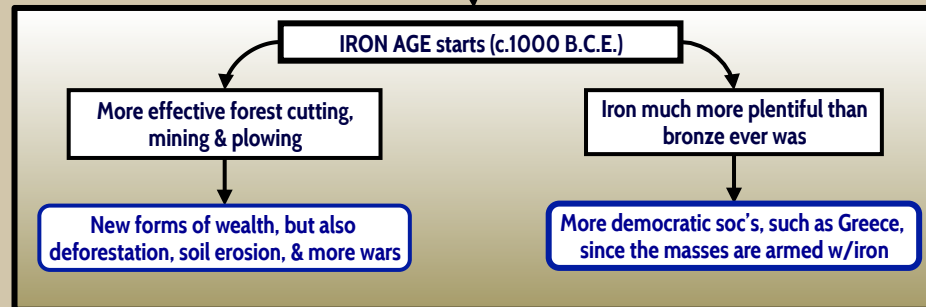 IRON AGE starts (c.1000 B.C.E.)
More effective forest cutting,
mining & plowing
Iron much more plentiful than
bronze ever was
New forms of wealth, but also
deforestation, soil erosion, & more wars
More democratic soc's, such as Greece,
since the masses are armed w/iron